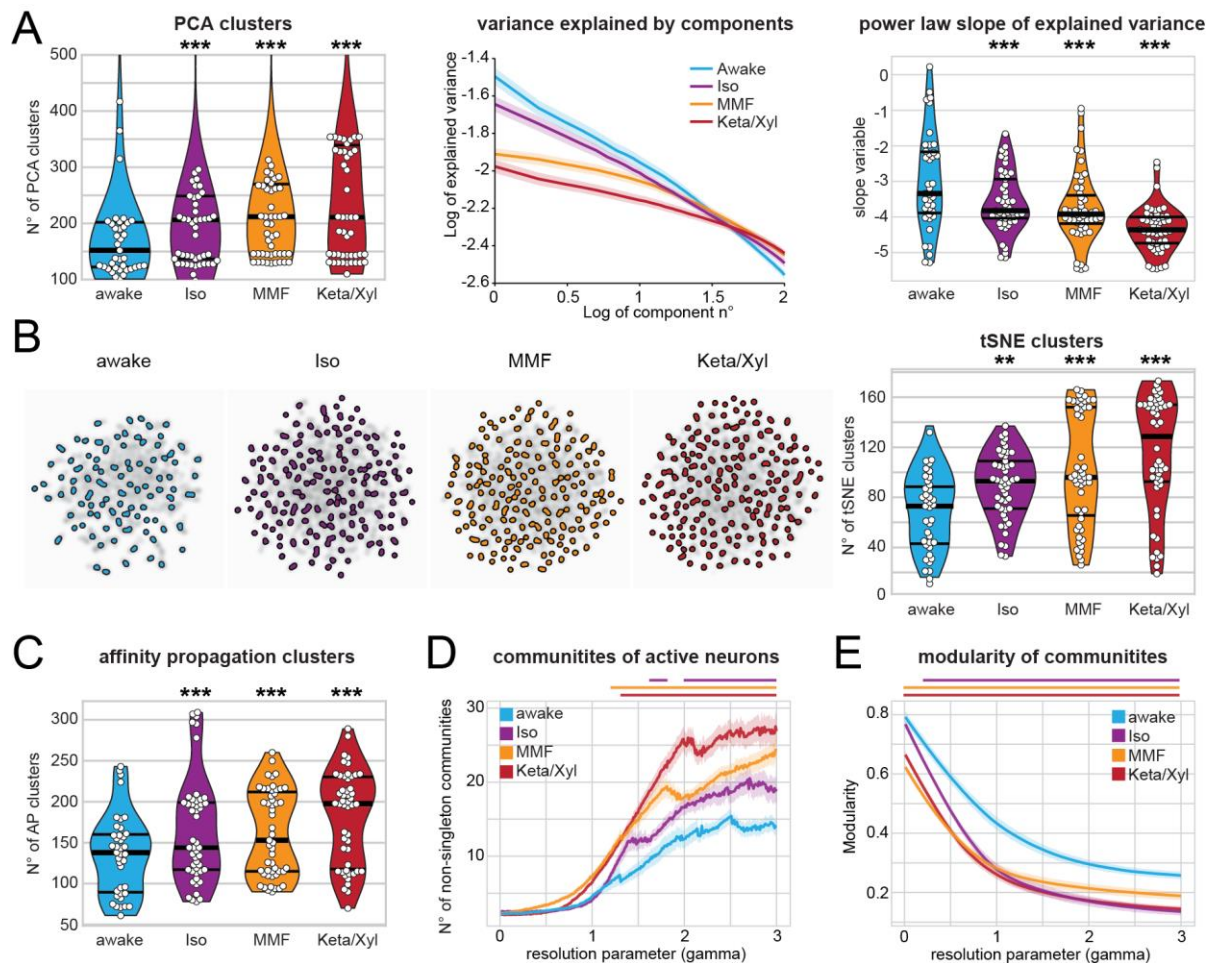 A
PCA clusters
*** *** ***
N° of PCA clusters
500
400
300
200
100
awake Iso MMF Keta/Xyl
variance explained by components
Log of explained variance
-1.4
-1.6
-1.8
-2
-2.2
-2.4
-2.6
0 0.5 1 1.5 2
Log of component n°
Awake
Iso
MMF
Keta/Xyl
power law slope of explained variance
*** *** ***
slope variable
0
-1
-2
-3
-4
-5
awake Iso MMF Keta/Xyl
B
awake Iso MMF Keta/Xyl
tSNE clusters
** *** ***
N° of tSNE clusters
160
120
80
40
0
awake Iso MMF Keta/Xyl
C
affinity propagation clusters
*** *** ***
N° of AP clusters
300
250
200
150
100
50
awake Iso MMF Keta/Xyl
D
communitites of active neurons
N° of non-singleton communities
30
20
10
0 1 2 3
resolution parameter (gamma)
awake
Iso
MMF
Keta/Xyl
E
modularity of communitites
Modularity
0.8
0.6
0.4
0.2
0 1 2 3
resolution parameter (gamma)
awake
Iso
MMF
Keta/Xyl